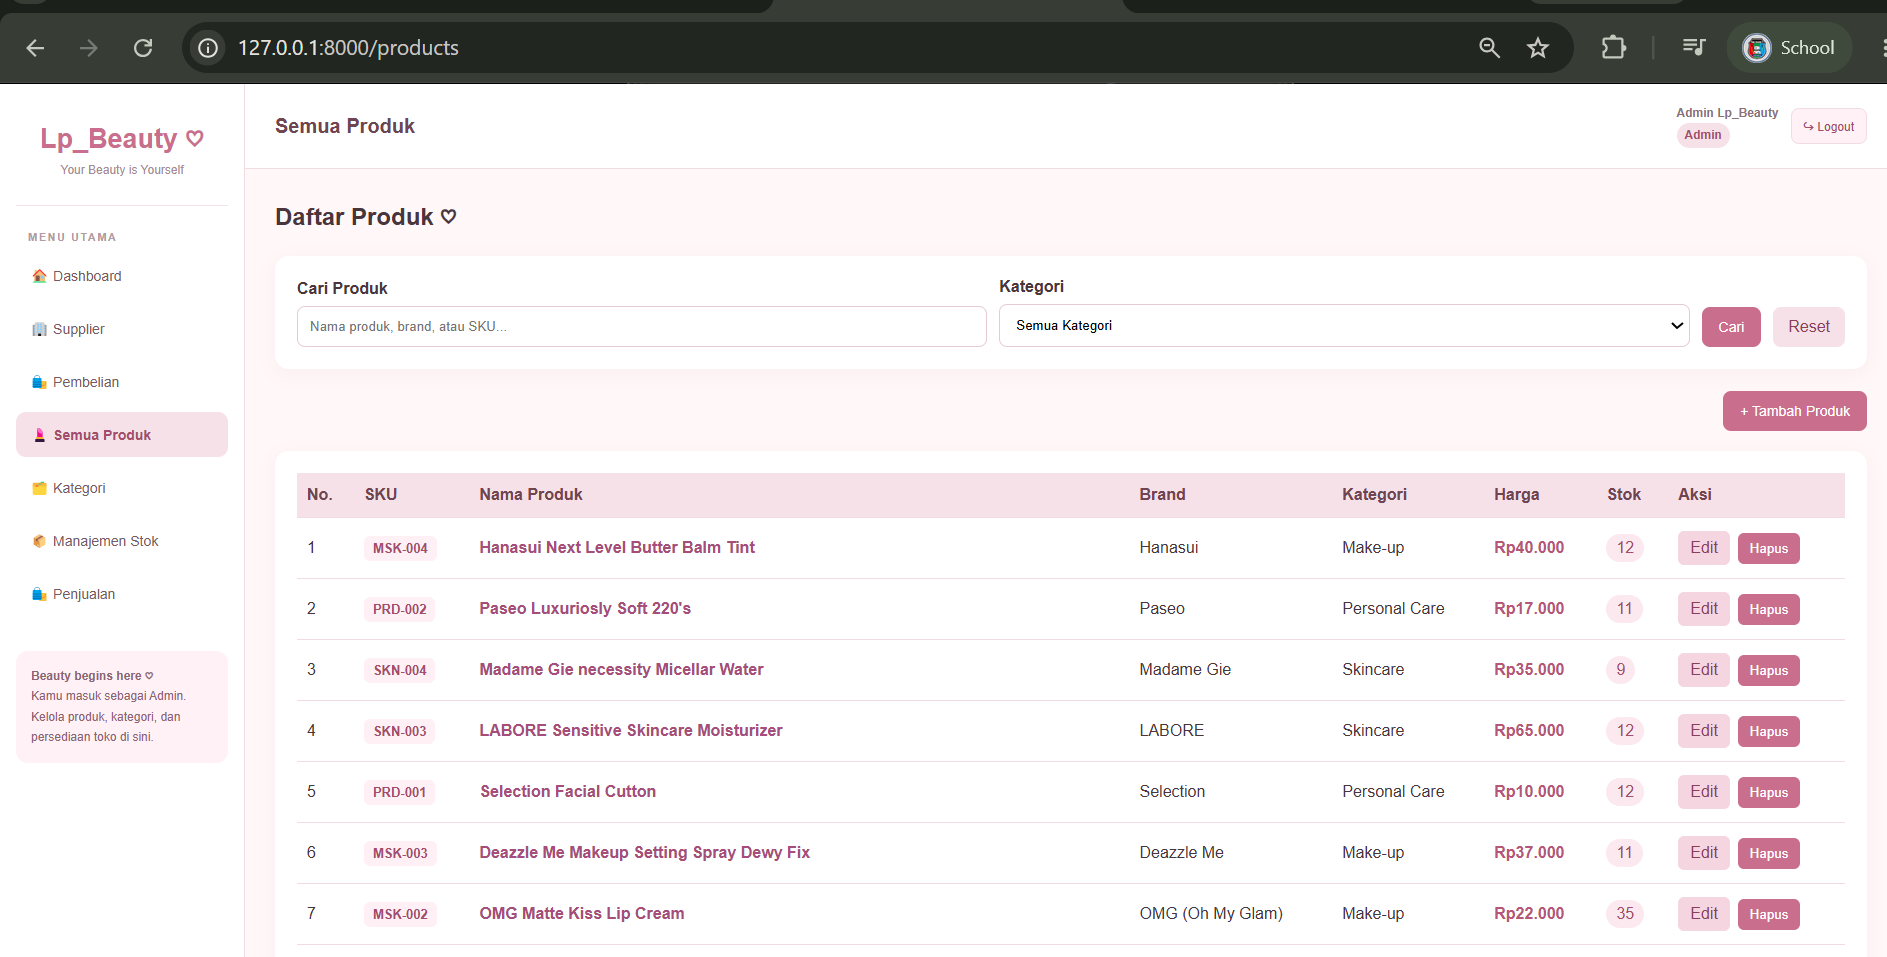 127.0.0.1:8000/products
School
Lp_Beauty ♡
Your Beauty is Yourself
MENU UTAMA
Dashboard
Supplier
Pembelian
Semua Produk
Kategori
Manajemen Stok
Penjualan
Beauty begins here ♡
Kamu masuk sebagai Admin.
Kelola produk, kategori, dan
persediaan toko di sini.
Semua Produk
Admin Lp_Beauty
Admin
↪ Logout
Daftar Produk ♡
Cari Produk
Nama produk, brand, atau SKU...
Kategori
Semua Kategori
Cari
Reset
+ Tambah Produk
No. SKU Nama Produk Brand Kategori Harga Stok Aksi
1 MSK-004 Hanasui Next Level Butter Balm Tint Hanasui Make-up Rp40.000 12 Edit Hapus
2 PRD-002 Paseo Luxuriosly Soft 220's Paseo Personal Care Rp17.000 11 Edit Hapus
3 SKN-004 Madame Gie necessity Micellar Water Madame Gie Skincare Rp35.000 9 Edit Hapus
4 SKN-003 LABORE Sensitive Skincare Moisturizer LABORE Skincare Rp65.000 12 Edit Hapus
5 PRD-001 Selection Facial Cutton Selection Personal Care Rp10.000 12 Edit Hapus
6 MSK-003 Deazzle Me Makeup Setting Spray Dewy Fix Deazzle Me Make-up Rp37.000 11 Edit Hapus
7 MSK-002 OMG Matte Kiss Lip Cream OMG (Oh My Glam) Make-up Rp22.000 35 Edit Hapus